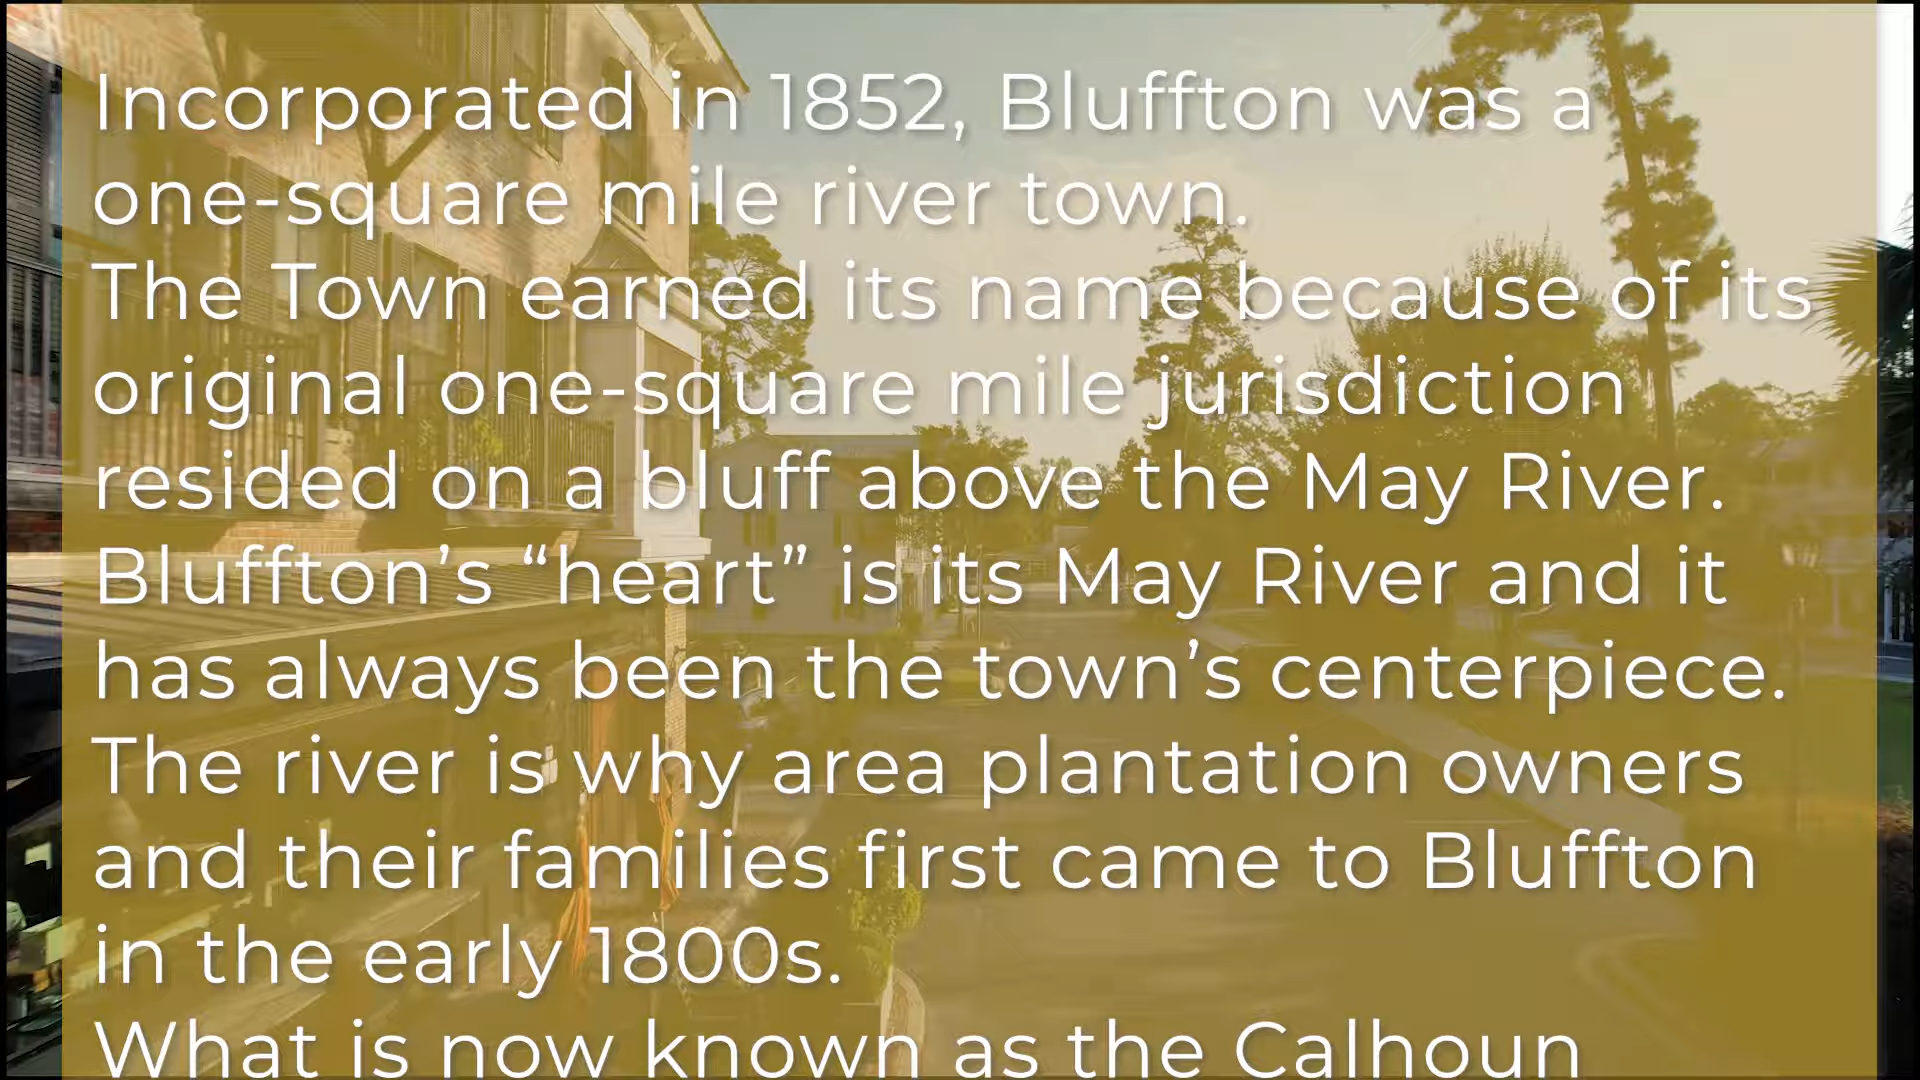 Incorporated in 1852, Bluffton was a
one-square mile river town.
The Town earned its name because of its
original one-square mile jurisdiction
resided on a bluff above the May River.
Bluffton’s “heart” is its May River and it
has always been the town’s centerpiece.
The river is why area plantation owners
and their families first came to Bluffton
in the early 1800s.
What is now known as the Calhoun